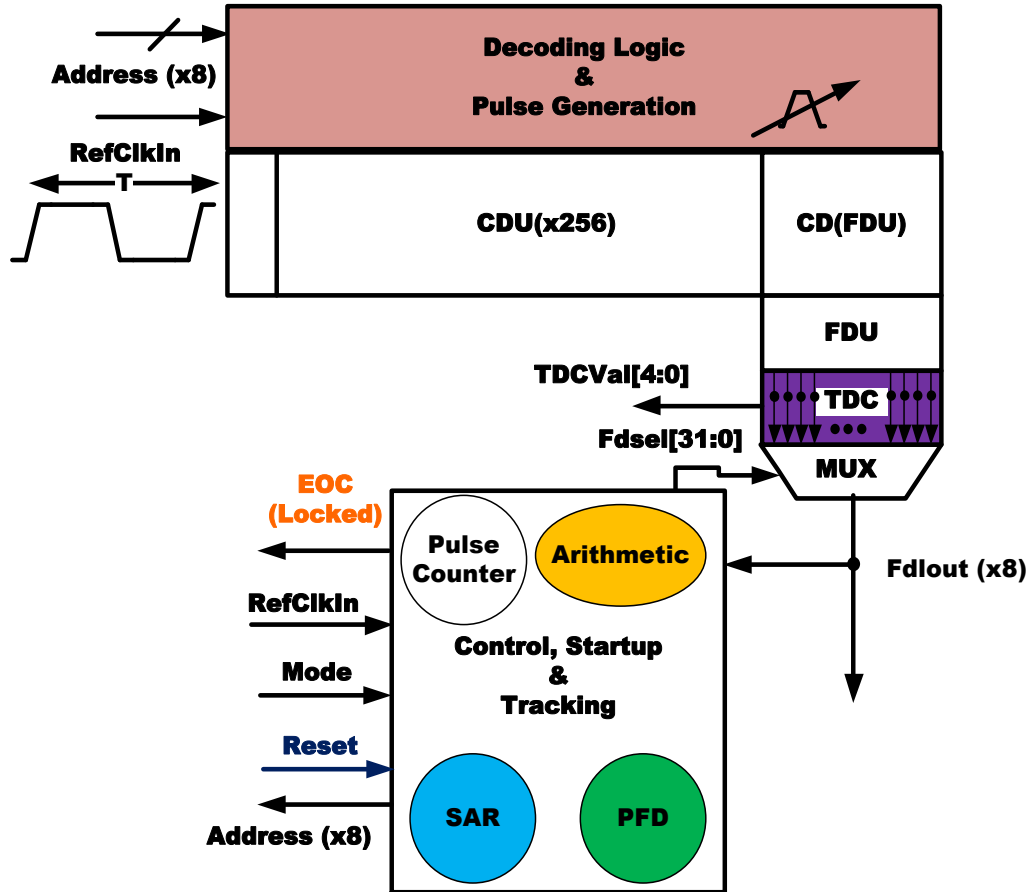 Decoding Logic
&
Pulse Generation
Address (x8)
RefClkIn
T
CDU(x256)
CD(FDU)
FDU
TDCVal[4:0]
TDC
Fdsel[31:0]
MUX
EOC
(Locked)
Pulse
Counter
Arithmetic
Fdlout (x8)
RefClkIn
Control, Startup
&
Tracking
Mode
Reset
Address (x8)
SAR
PFD